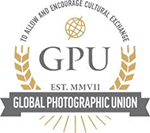 TO ALLOW AND ENCOURAGE CULTURAL EXCHANGE
GPU
EST. MMVII
GLOBAL PHOTOGRAPHIC UNION